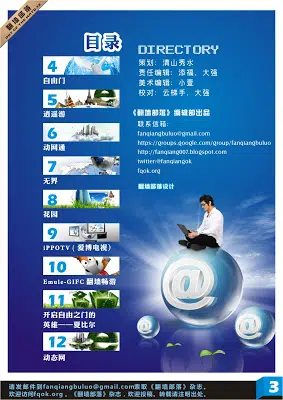 翻墙部落
目录
4
自由门
5
逍遥游
6
动网通
7
无界
8
花园
9
iPPOTV（爱博电视）
10
Emule-GIFC 翻墙畅游
11
开启自由之门的
英雄——夏比尔
12
动态网
DIRECTORY
策划：清山秀水
责任编辑：添福、大强
美术编辑：小萱
校对：云梯手、大强
《翻墙部落》编辑部出品
联系信箱：
fanqiangbuluo@gmail.com
https://groups.google.com/group/fanqiangbuluo
http://fanqiang007.blogspot.com
twitter@fanqiangok
fqok.org
翻墙部落设计
@
@
@
请发邮件到fanqiangbuluo@gmail.com索取《翻墙部落》杂志。
欢迎访问fqok.org。《翻墙部落》杂志，欢迎投稿。转载请注明出处。
3